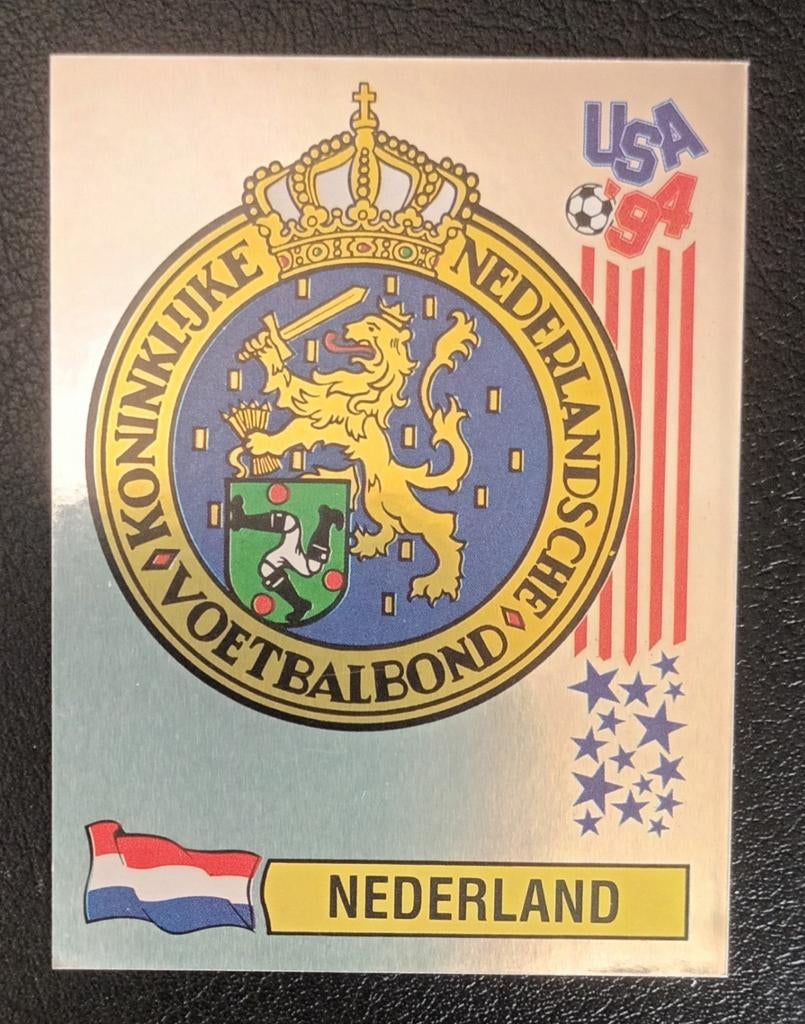 USA
'94
KONINKLIJKE NEDERLANDSCHE VOETBALBOND
NEDERLAND